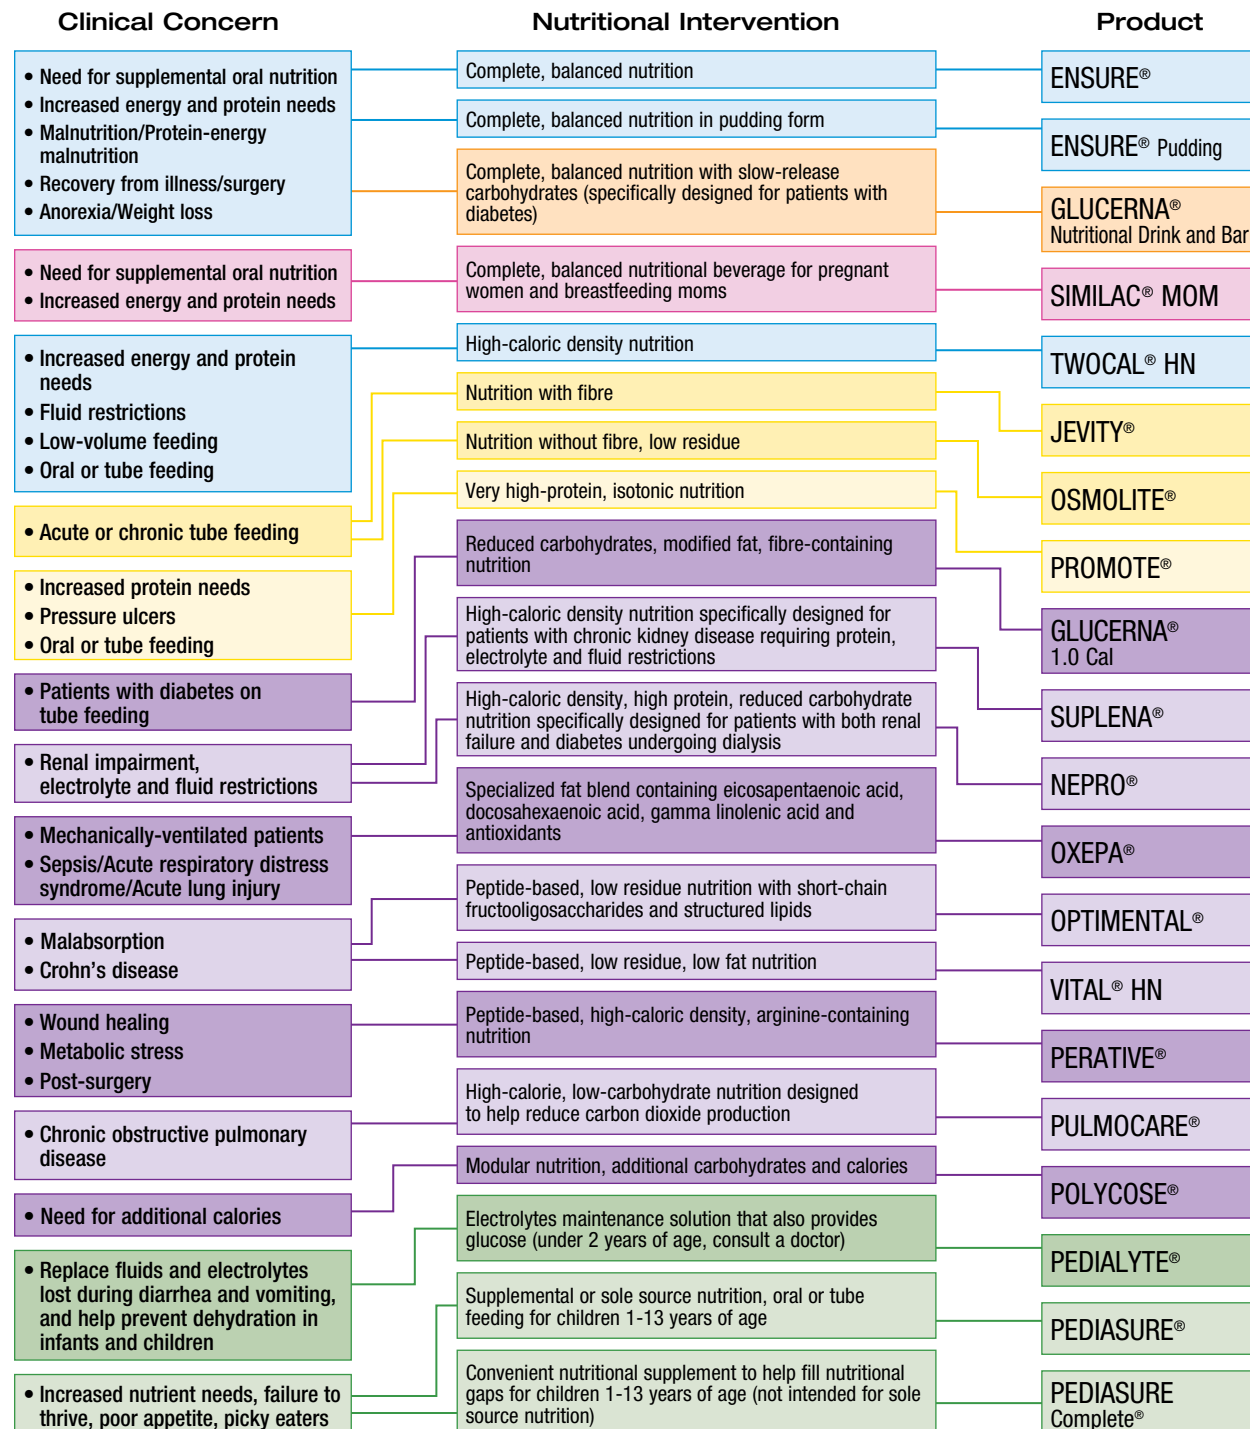 Clinical Concern
Nutritional Intervention
Product
• Need for supplemental oral nutrition
• Increased energy and protein needs
• Malnutrition/Protein-energy
malnutrition
• Recovery from illness/surgery
• Anorexia/Weight loss
Complete, balanced nutrition
ENSURE®
Complete, balanced nutrition in pudding form
ENSURE® Pudding
Complete, balanced nutrition with slow-release
carbohydrates (specifically designed for patients with
diabetes)
GLUCERNA®
Nutritional Drink and Bar
• Need for supplemental oral nutrition
• Increased energy and protein needs
Complete, balanced nutritional beverage for pregnant
women and breastfeeding moms
SIMILAC® MOM
• Increased energy and protein
needs
• Fluid restrictions
• Low-volume feeding
• Oral or tube feeding
High-caloric density nutrition
TWOCAL® HN
• Acute or chronic tube feeding
Nutrition with fibre
JEVITY®
Nutrition without fibre, low residue
OSMOLITE®
• Increased protein needs
• Pressure ulcers
• Oral or tube feeding
Very high-protein, isotonic nutrition
PROMOTE®
• Patients with diabetes on
tube feeding
Reduced carbohydrates, modified fat, fibre-containing
nutrition
GLUCERNA®
1.0 Cal
• Renal impairment,
electrolyte and fluid restrictions
High-caloric density nutrition specifically designed for
patients with chronic kidney disease requiring protein,
electrolyte and fluid restrictions
SUPLENA®
High-caloric density, high protein, reduced carbohydrate
nutrition specifically designed for patients with both renal
failure and diabetes undergoing dialysis
NEPRO®
• Mechanically-ventilated patients
• Sepsis/Acute respiratory distress
syndrome/Acute lung injury
Specialized fat blend containing eicosapentaenoic acid,
docosahexaenoic acid, gamma linolenic acid and
antioxidants
OXEPA®
• Malabsorption
• Crohn's disease
Peptide-based, low residue nutrition with short-chain
fructooligosaccharides and structured lipids
OPTIMENTAL®
Peptide-based, low residue, low fat nutrition
VITAL® HN
• Wound healing
• Metabolic stress
• Post-surgery
Peptide-based, high-caloric density, arginine-containing
nutrition
PERATIVE®
• Chronic obstructive pulmonary
disease
High-calorie, low-carbohydrate nutrition designed
to help reduce carbon dioxide production
PULMOCARE®
• Need for additional calories
Modular nutrition, additional carbohydrates and calories
POLYCOSE®
• Replace fluids and electrolytes
lost during diarrhea and vomiting,
and help prevent dehydration in
infants and children
Electrolytes maintenance solution that also provides
glucose (under 2 years of age, consult a doctor)
PEDIALYTE®
• Increased nutrient needs, failure to
thrive, poor appetite, picky eaters
Supplemental or sole source nutrition, oral or tube
feeding for children 1-13 years of age
PEDIASURE®
Convenient nutritional supplement to help fill nutritional
gaps for children 1-13 years of age (not intended for sole
source nutrition)
PEDIASURE
Complete®